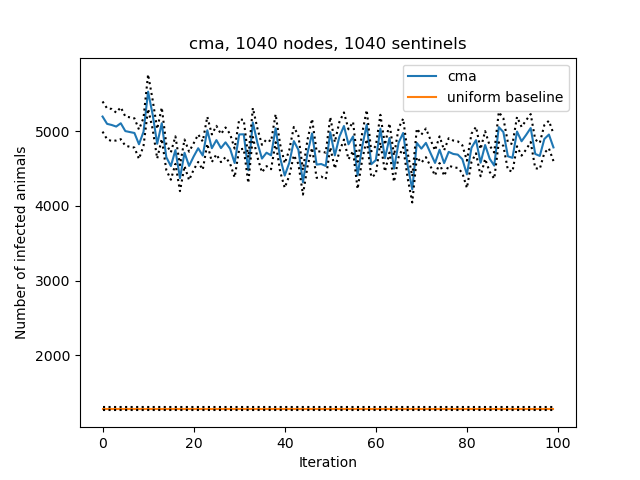 cma, 1040 nodes, 1040 sentinels
cma
uniform baseline
Number of infected animals
5000
4000
3000
2000
0
20
40
60
80
100
Iteration